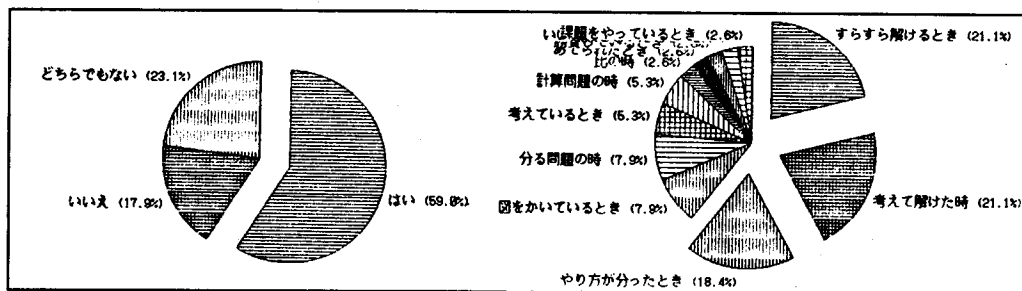 どちらでもない (23.1%)
いいえ (17.9%)
はい (59.0%)
課題をやっているとき (2.6%)
比の時 (2.6%)
計算問題の時 (5.3%)
考えているとき (5.3%)
分る問題の時 (7.9%)
図をかいているとき (7.9%)
やり方が分ったとき (18.4%)
すらすら解けるとき (21.1%)
考えて解けた時 (21.1%)